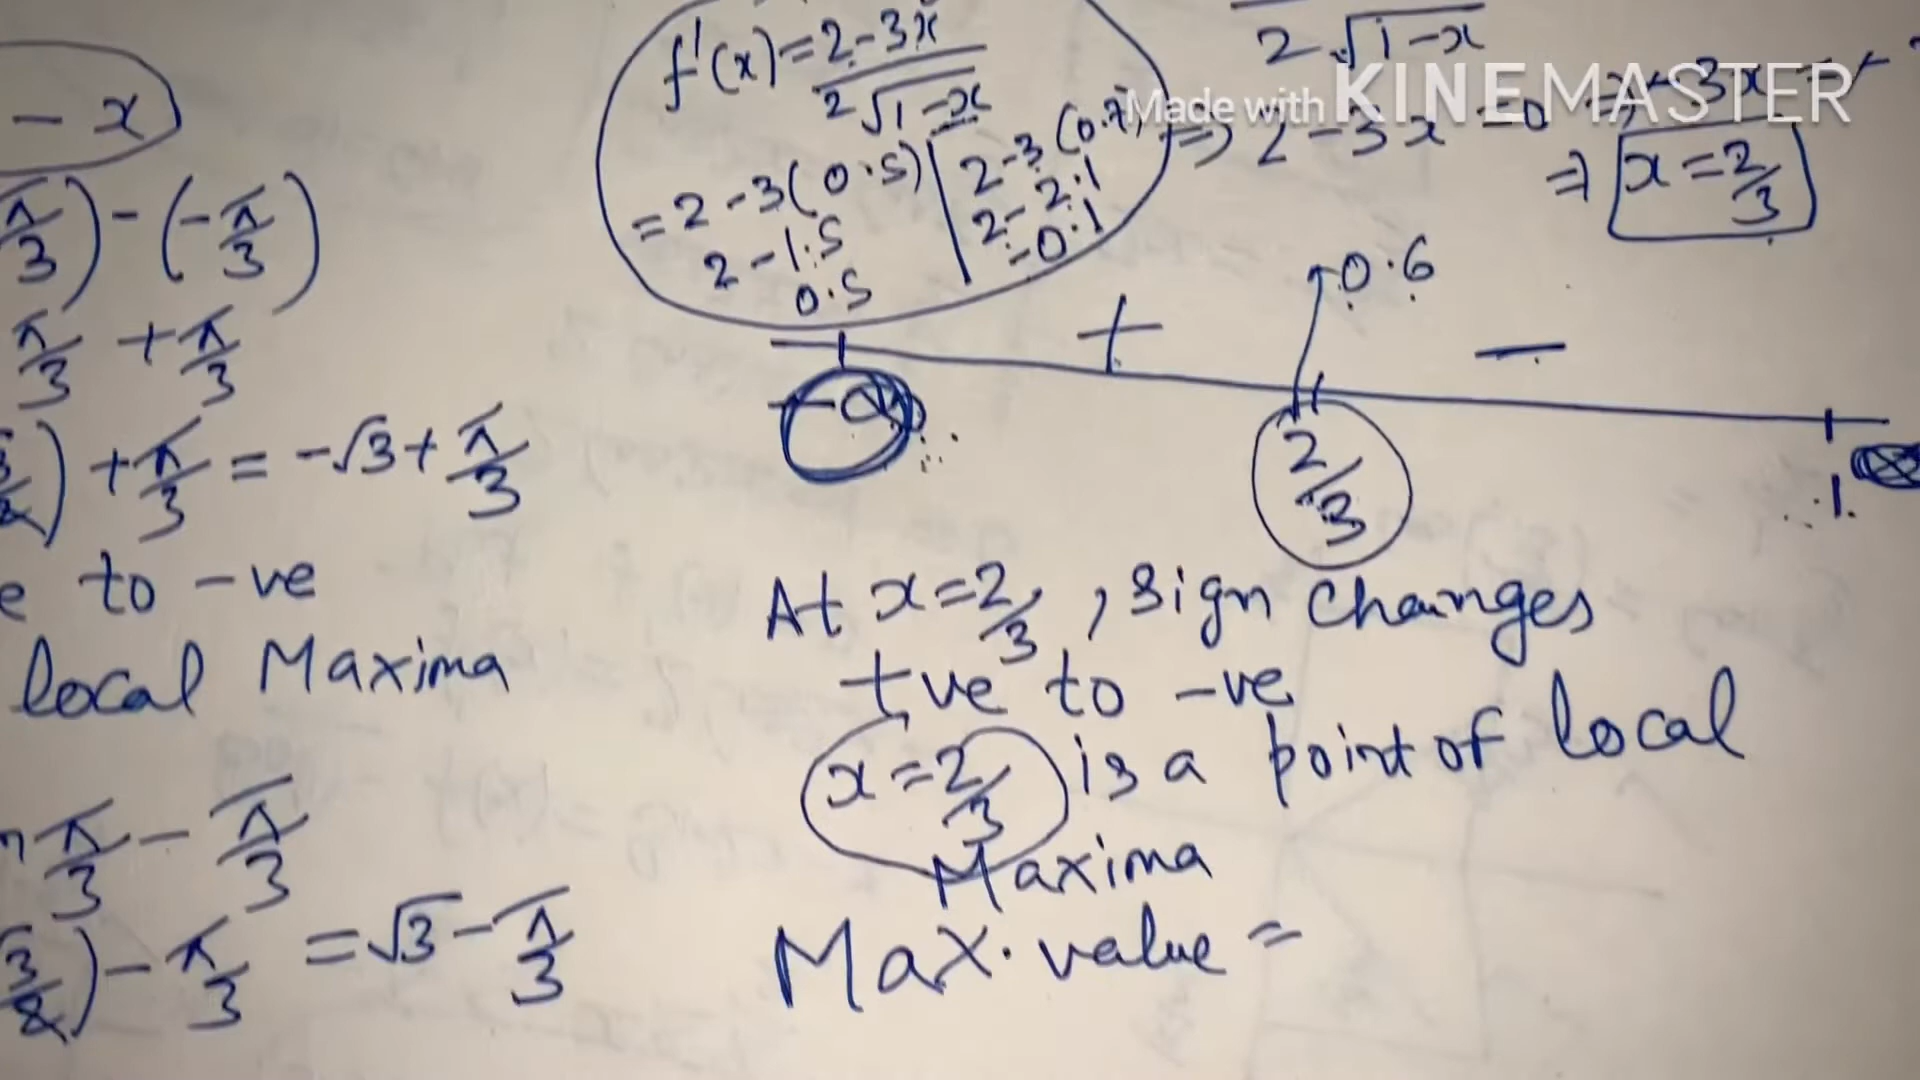 - x
π/3) - (-π/3)
π/3 + π/3
) + π/3 = -√3 + π/3
e to -ve
local Maxima
π/3 - π/3
) - π/3 = √3 - π/3
f'(x) = 2-3x / 2√1-x
= 2 - 3(0.5) | 2-3(0.7)
2 - 1.5 | 2 - 2.1
0.5 | -0.1
2√1-x
Made with KINEMASTER
=> 2-3x = 0
=> x = 2/3
0.6
+ -
2/3
1
At x = 2/3, sign changes
+ve to -ve
x = 2/3 is a point of local
Maxima
Max. value =